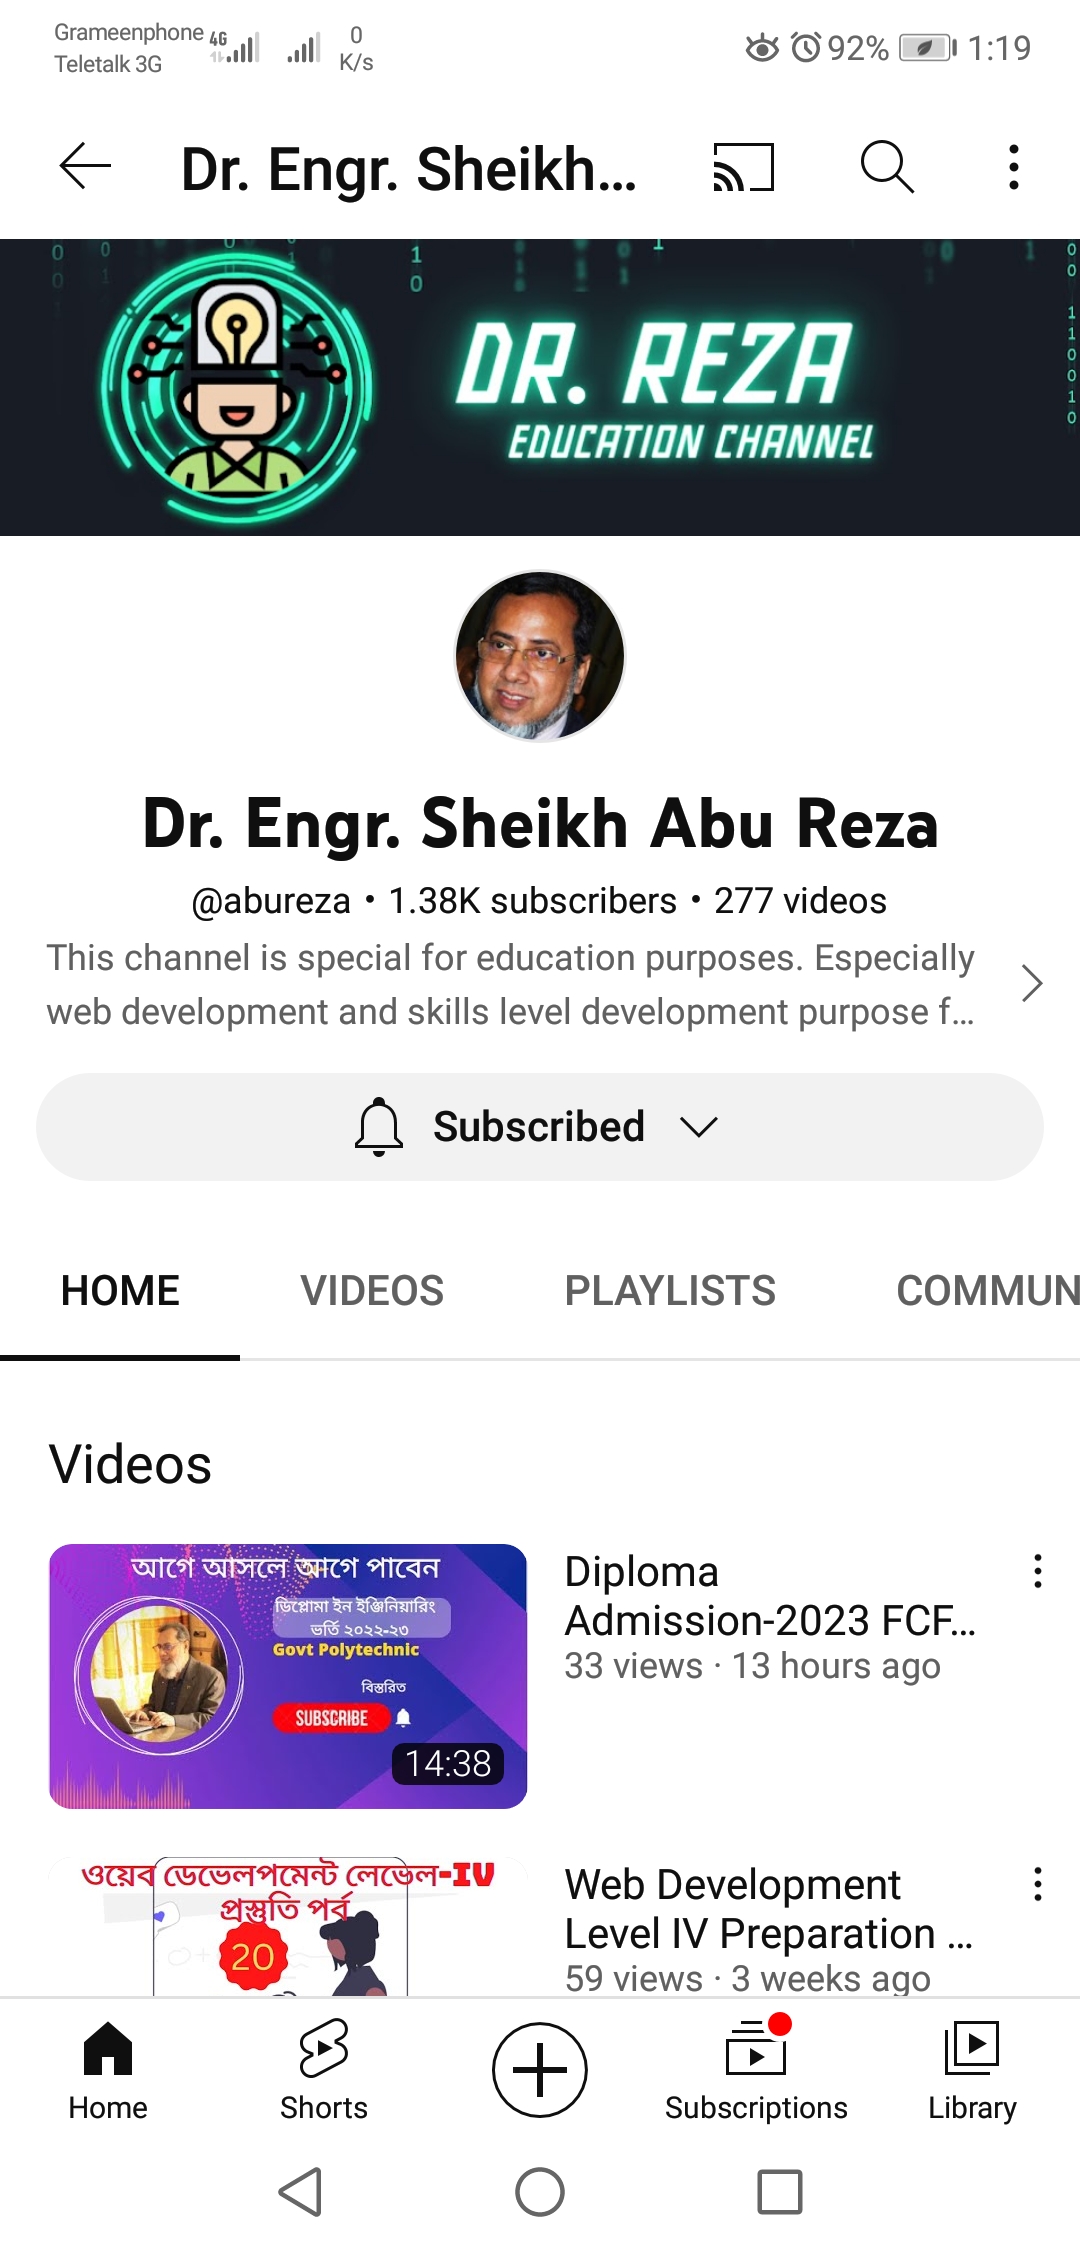 Grameenphone 4G
Teletalk 3G
0
K/s
92% 1:19
Dr. Engr. Sheikh...
DR. REZA
EDUCATION CHANNEL
Dr. Engr. Sheikh Abu Reza
@abureza • 1.38K subscribers • 277 videos
This channel is special for education purposes. Especially
web development and skills level development purpose f...
Subscribed
HOME VIDEOS PLAYLISTS COMMUN
Videos
আগে আসলে আগে পাবেন
ডিপ্লোমা ইন ইঞ্জিনিয়ারিং
ভর্তি ২০২২-২৩
Govt Polytechnic
বিস্তরিত
SUBSCRIBE
14:38
Diploma
Admission-2023 FCF...
33 views · 13 hours ago
ওয়েব ডেভেলপমেন্ট লেভেল-IV
প্রস্তুতি পর্ব
20
Web Development
Level IV Preparation ...
59 views · 3 weeks ago
Home Shorts Subscriptions Library